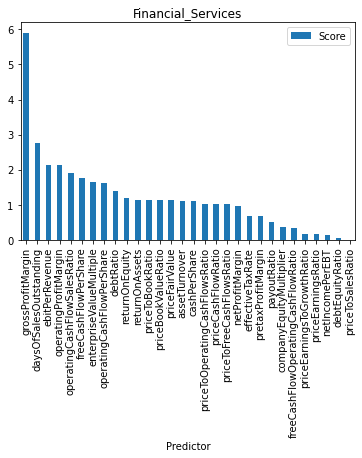 Financial_Services
Score
6
5
4
3
2
1
0
grossProfitMargin
daysOfSalesOutstanding
ebitPerRevenue
operatingProfitMargin
operatingCashFlowSalesRatio
freeCashFlowPerShare
enterpriseValueMultiple
operatingCashFlowPerShare
debtRatio
returnOnEquity
returnOnAssets
priceToBookRatio
priceBookValueRatio
priceFairValue
assetTurnover
cashPerShare
priceToOperatingCashFlowsRatio
priceCashFlowRatio
priceToFreeCashFlowsRatio
netProfitMargin
effectiveTaxRate
pretaxProfitMargin
payoutRatio
companyEquityMultiplier
freeCashFlowOperatingCashFlowRatio
priceEarningsToGrowthRatio
priceEarningsRatio
netIncomePerEBT
debtEquityRatio
priceToSalesRatio
Predictor